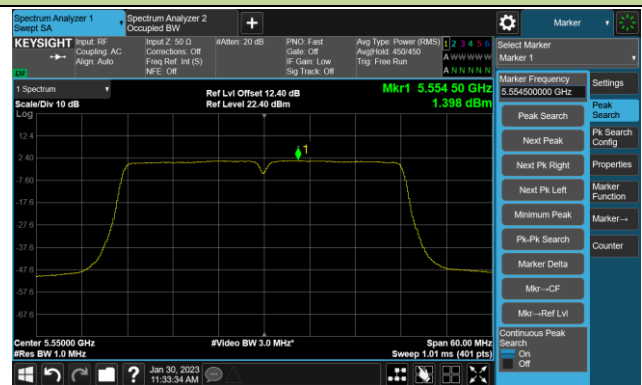 Spectrum Analyzer 1
Swept SA
Spectrum Analyzer 2
Occupied BW
+
Marker
KEYSIGHT
Input: RF
Coupling: AC
Align: Auto
Input Z: 50 Ω
Corrections: Off
Freq Ref: Int (S)
NFE: Off
#Atten: 20 dB
PNO: Fast
Gate: Off
IF Gain: Low
Sig Track: Off
Avg Type: Power (RMS)
Avg|Hold: 450/450
Trig: Free Run
1 2 3 4 5 6
A W W W W W
A N N N N N
LW
Select Marker
Marker 1
1 Spectrum
Scale/Div 10 dB
Log
Ref Lvl Offset 12.40 dB
Ref Level 22.40 dBm
Mkr1 5.554 50 GHz
1.398 dBm
12.4
2.40
-7.60
-17.6
-27.6
-37.6
-47.6
-57.6
-67.6
1
Center 5.55000 GHz
#Res BW 1.0 MHz
#Video BW 3.0 MHz*
Span 60.00 MHz
Sweep 1.01 ms (401 pts)
Marker Frequency
5.554500000 GHz
Peak Search
Next Peak
Next Pk Right
Next Pk Left
Minimum Peak
Pk-Pk Search
Marker Delta
Mkr→CF
Mkr→Ref Lvl
Continuous Peak
Search
On
Off
Settings
Peak
Search
Pk Search
Config
Properties
Marker
Function
Marker→
Counter
?
Jan 30, 2023
11:33:34 AM